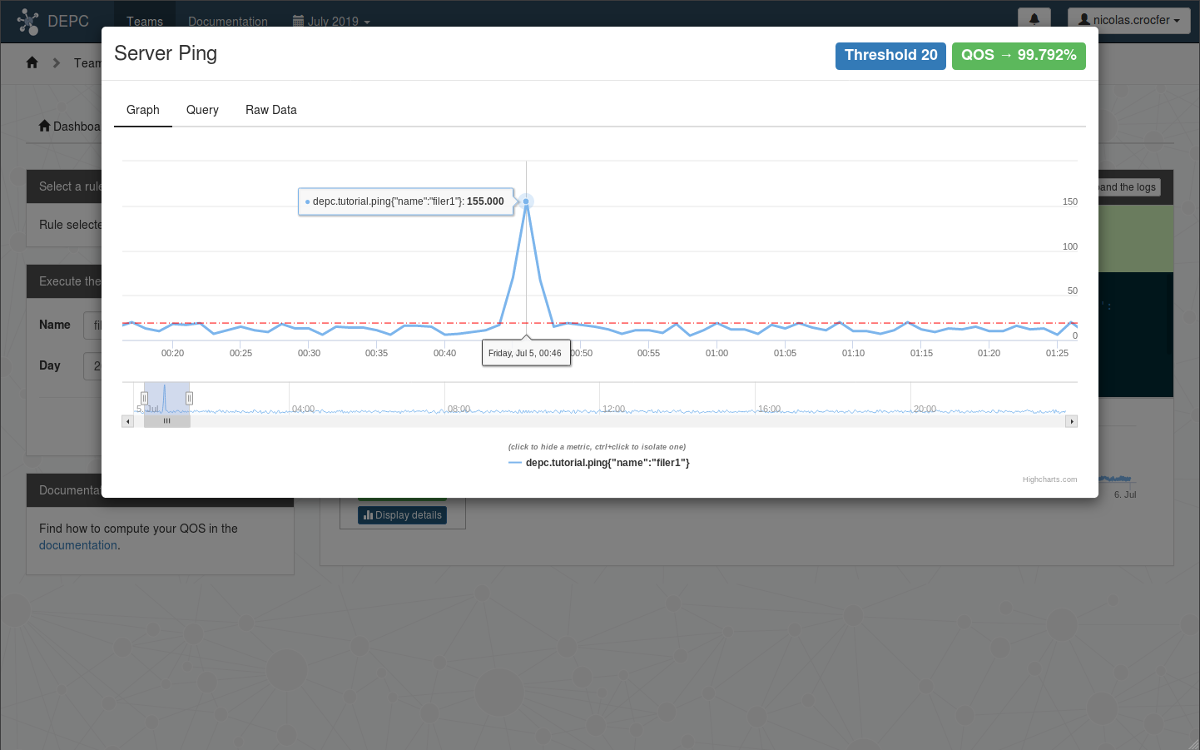 DEPC
Teams
Documentation
July 2019
nicolas.crocfer
Team
Server Ping
Threshold 20
QOS → 99.792%
Graph
Query
Raw Data
Dashboa
Select a rule
and the logs
Rule selecte
depc.tutorial.ping{"name":"filer1"}: 155.000
150
100
50
0
Execute the
Name
fil
Day
2
00:20 00:25 00:30 00:35 00:40 00:50 00:55 01:00 01:05 01:10 01:15 01:20 01:25
Friday, Jul 5, 00:46
5. Jul 04:00 08:00 12:00 16:00 20:00
(click to hide a metric, ctrl+click to isolate one)
depc.tutorial.ping{"name":"filer1"}
Highcharts.com
Documenta
6. Jul
Display details
Find how to compute your QOS in the
documentation.